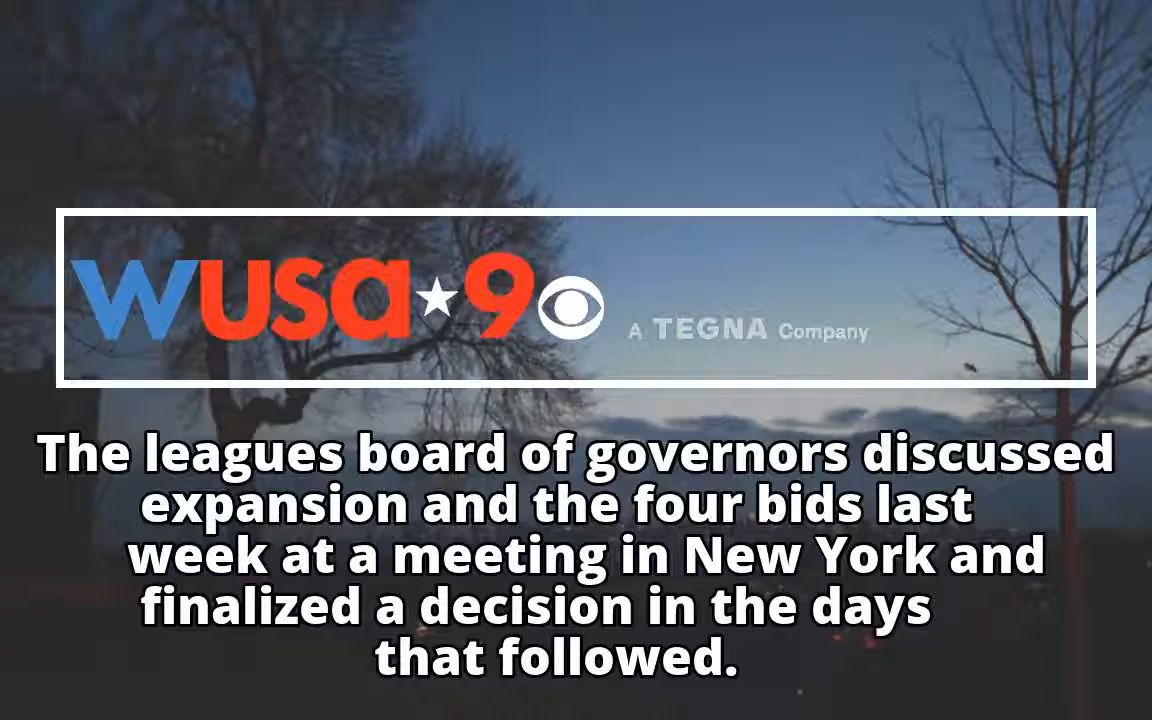 WUSA★9
A TEGNA Company
The leagues board of governors discussed
expansion and the four bids last
week at a meeting in New York and
finalized a decision in the days
that followed.